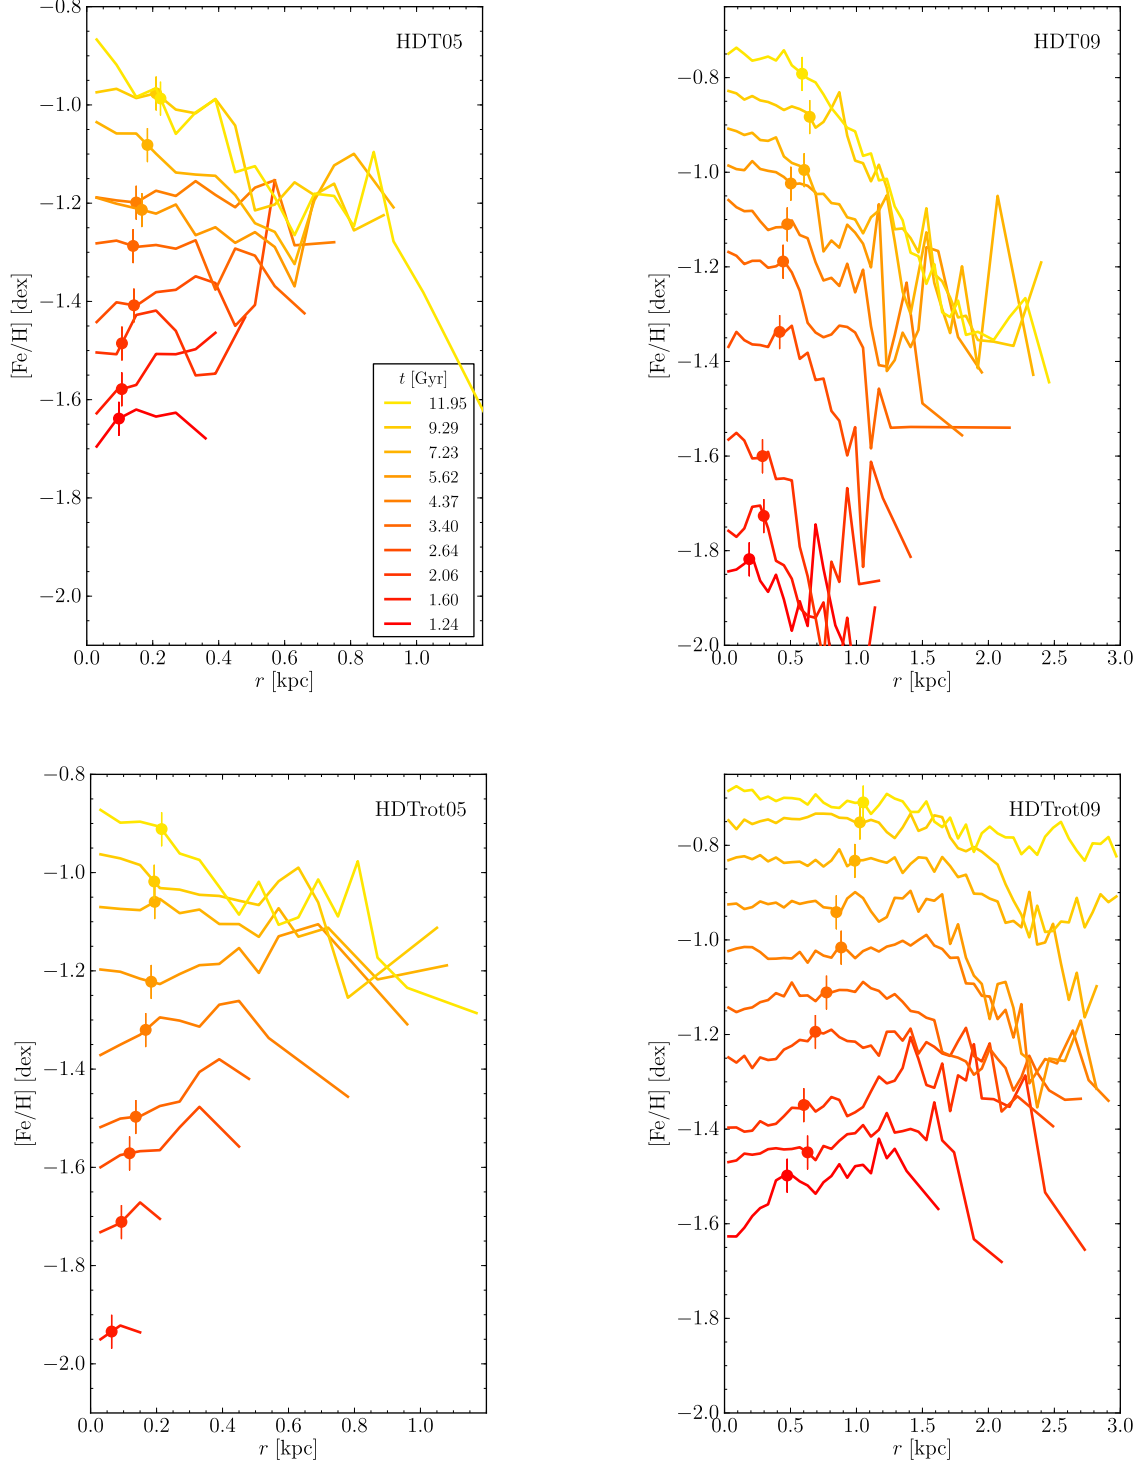 HDT05
[Fe/H] [dex]
−0.8
−1.0
−1.2
−1.4
−1.6
−1.8
−2.0
t [Gyr]
11.95
9.29
7.23
5.62
4.37
3.40
2.64
2.06
1.60
1.24
0.0 0.2 0.4 0.6 0.8 1.0
r [kpc]
HDT09
[Fe/H] [dex]
−0.8
−1.0
−1.2
−1.4
−1.6
−1.8
−2.0
0.0 0.5 1.0 1.5 2.0 2.5 3.0
r [kpc]
HDTrot05
[Fe/H] [dex]
−0.8
−1.0
−1.2
−1.4
−1.6
−1.8
−2.0
0.0 0.2 0.4 0.6 0.8 1.0
r [kpc]
HDTrot09
[Fe/H] [dex]
−0.8
−1.0
−1.2
−1.4
−1.6
−1.8
−2.0
0.0 0.5 1.0 1.5 2.0 2.5 3.0
r [kpc]